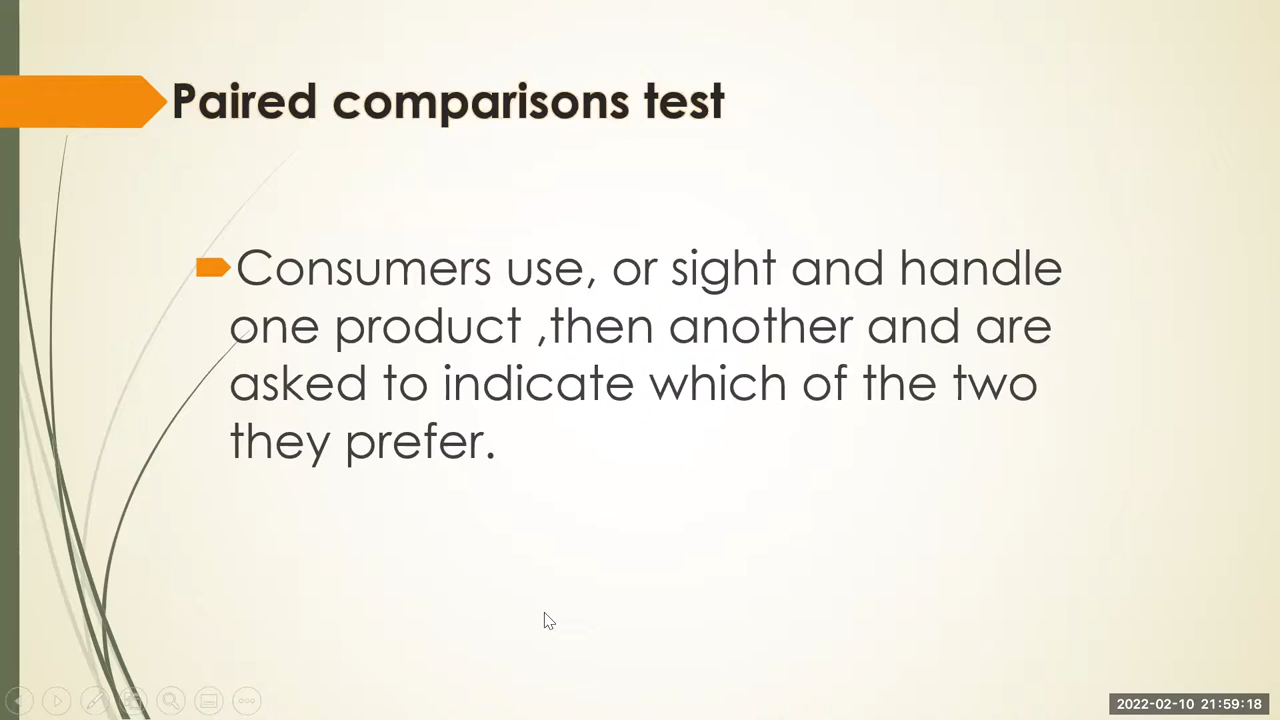 Paired comparisons test
Consumers use, or sight and handle
one product ,then another and are
asked to indicate which of the two
they prefer.
2022-02-10 21:59:18